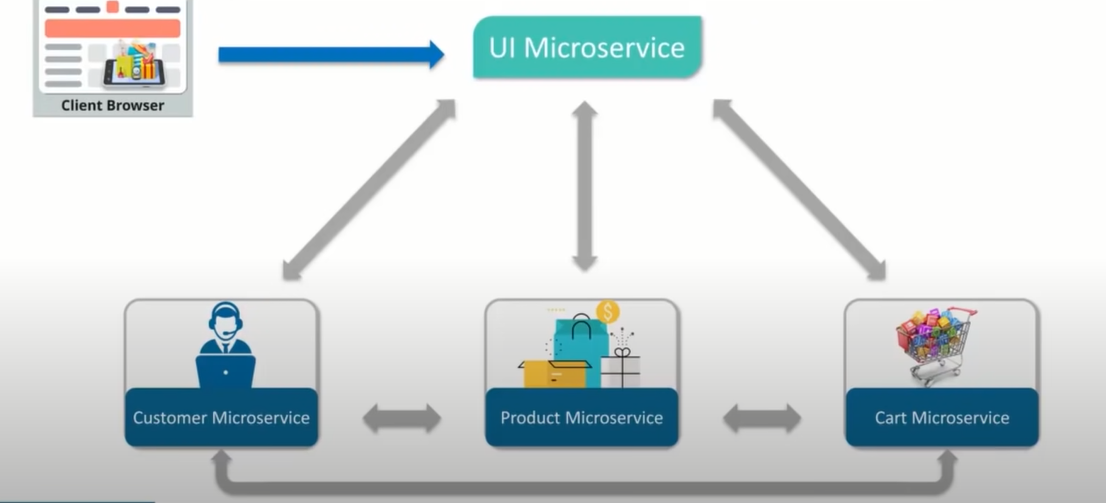 UI Microservice
Client Browser
$
Customer Microservice
Product Microservice
Cart Microservice